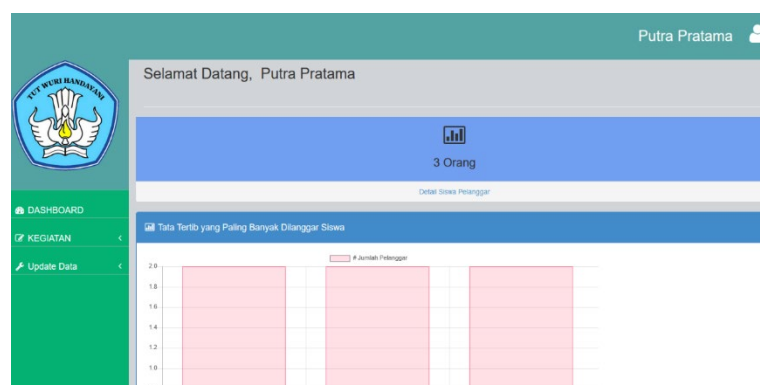 Putra Pratama
TUT WURI HANDAYANI
Selamat Datang, Putra Pratama
3 Orang
Detail Siswa Pelanggar
DASHBOARD
KEGIATAN
Update Data
Tata Tertib yang Paling Banyak Dilanggar Siswa
# Jumlah Pelanggar
2.0
1.8
1.6
1.4
1.2
1.0